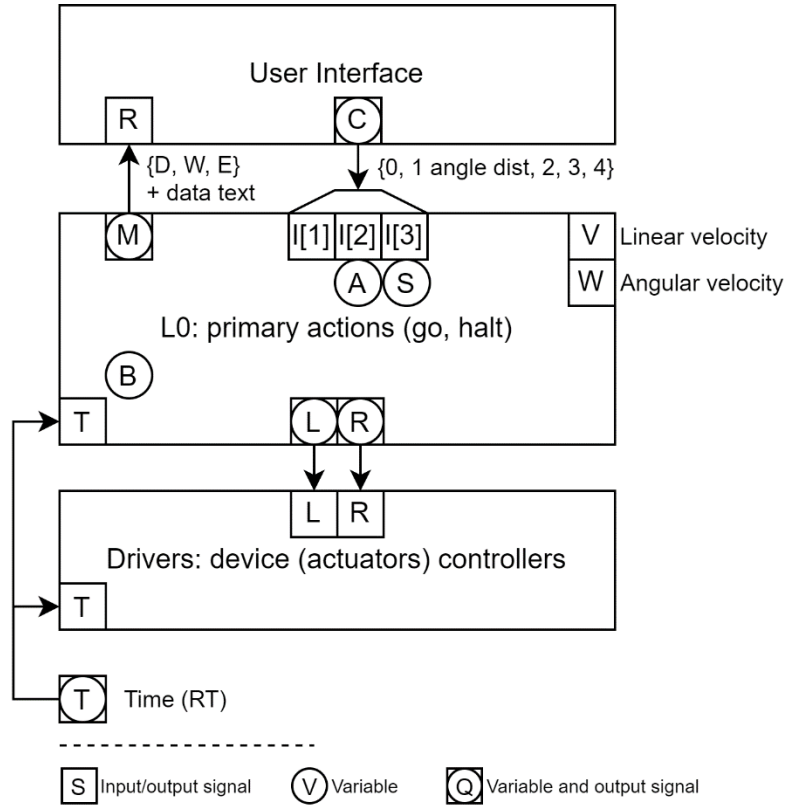 User Interface
R
C
{D, W, E}
+ data text
{0, 1 angle dist, 2, 3, 4}
M
I[1] I[2] I[3]
V Linear velocity
A S
W Angular velocity
L0: primary actions (go, halt)
B
T
L R
L R
Drivers: device (actuators) controllers
T
T Time (RT)
S Input/output signal V Variable Q Variable and output signal